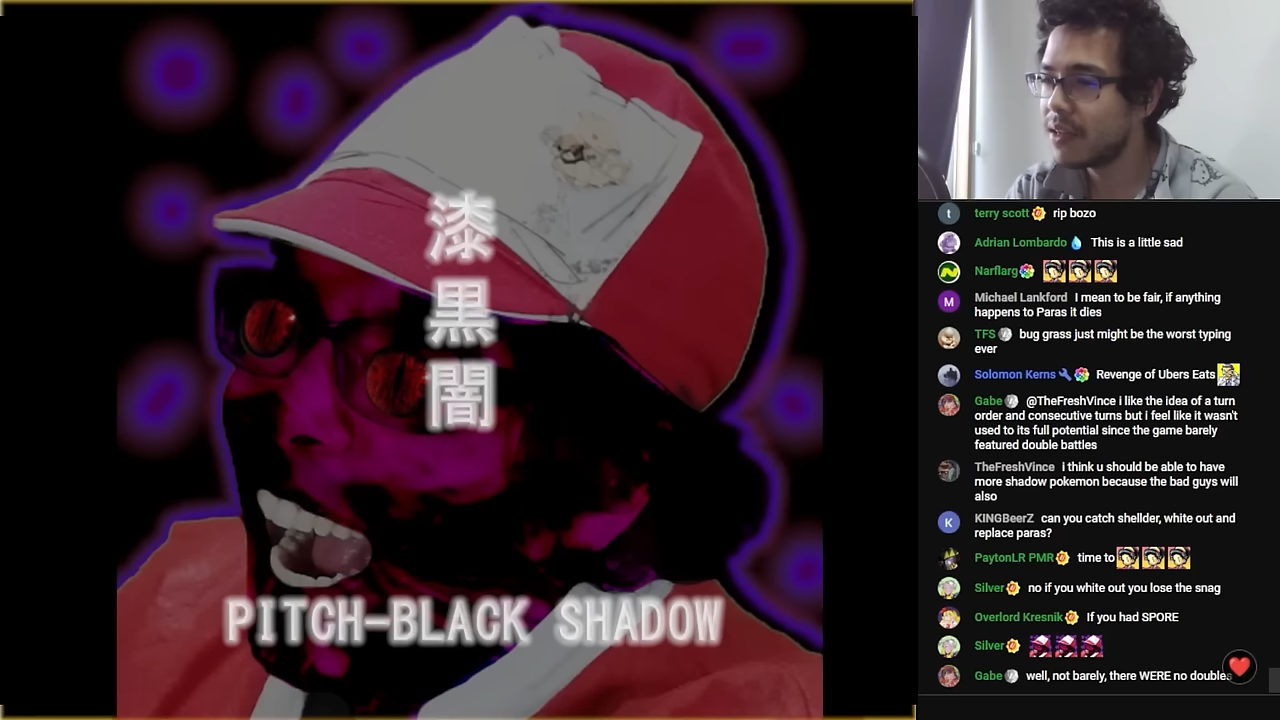 漆黒闇
PITCH-BLACK SHADOW
t terry scott rip bozo
Adrian Lombardo This is a little sad
Narflarg
M Michael Lankford I mean to be fair, if anything
happens to Paras it dies
TFS bug grass just might be the worst typing
ever
Solomon Kerns Revenge of Ubers Eats
Gabe @TheFreshVince i like the idea of a turn
order and consecutive turns but i feel like it wasn't
used to its full potential since the game barely
featured double battles
TheFreshVince i think u should be able to have
more shadow pokemon because the bad guys will
also
K KINGBeerZ can you catch shellder, white out and
replace paras?
PaytonLR PMR time to
Silver no if you white out you lose the snag
Overlord Kresnik If you had SPORE
Silver
Gabe well, not barely, there WERE no doubles